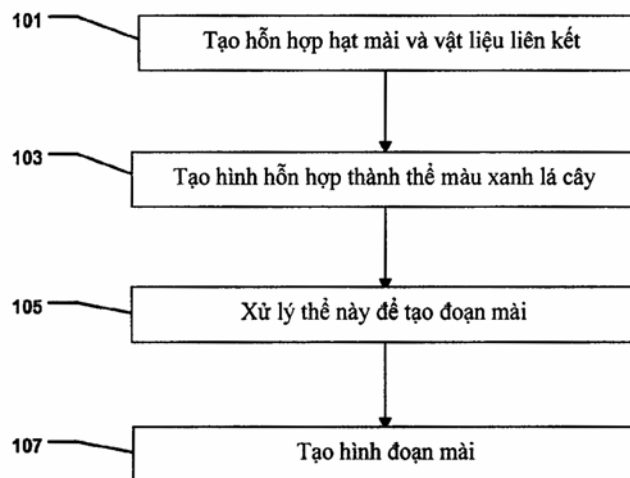 101
Tạo hỗn hợp hạt mài và vật liệu liên kết
103
Tạo hình hỗn hợp thành thể màu xanh lá cây
105
Xử lý thể này để tạo đoạn mài
107
Tạo hình đoạn mài